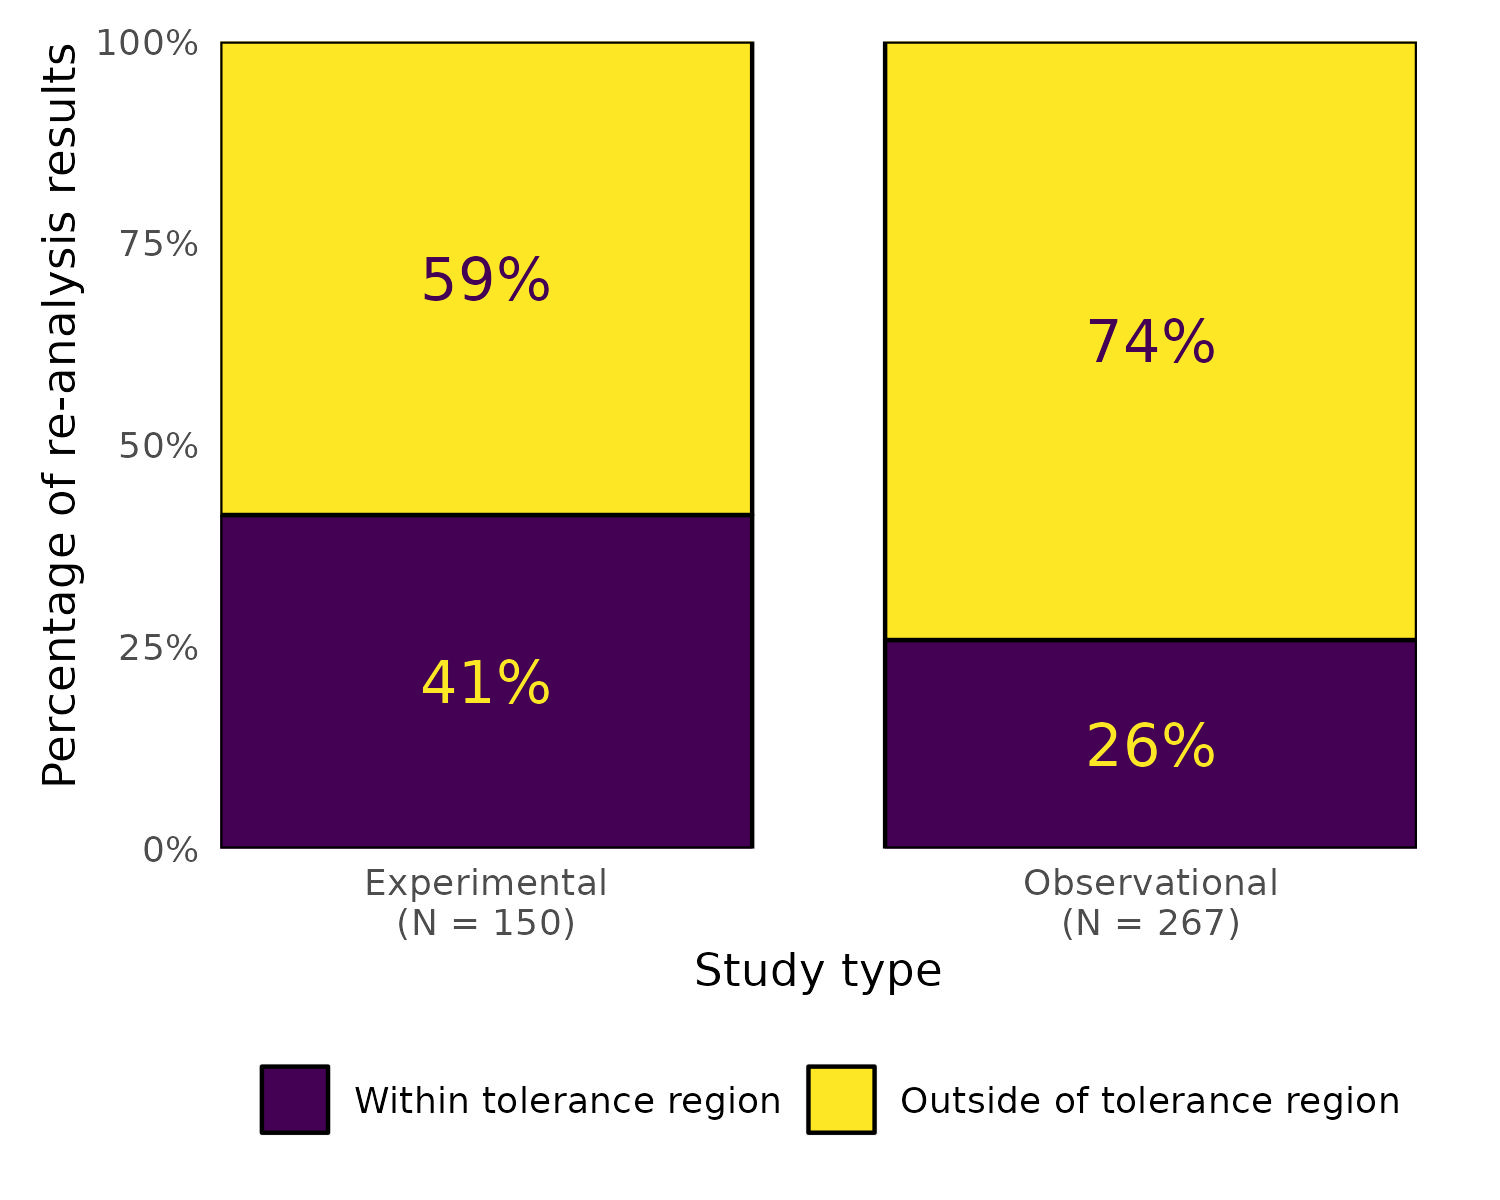 Percentage of re-analysis results
100%
75%
50%
25%
0%
59%
41%
74%
26%
Experimental
(N = 150)
Observational
(N = 267)
Study type
Within tolerance region
Outside of tolerance region